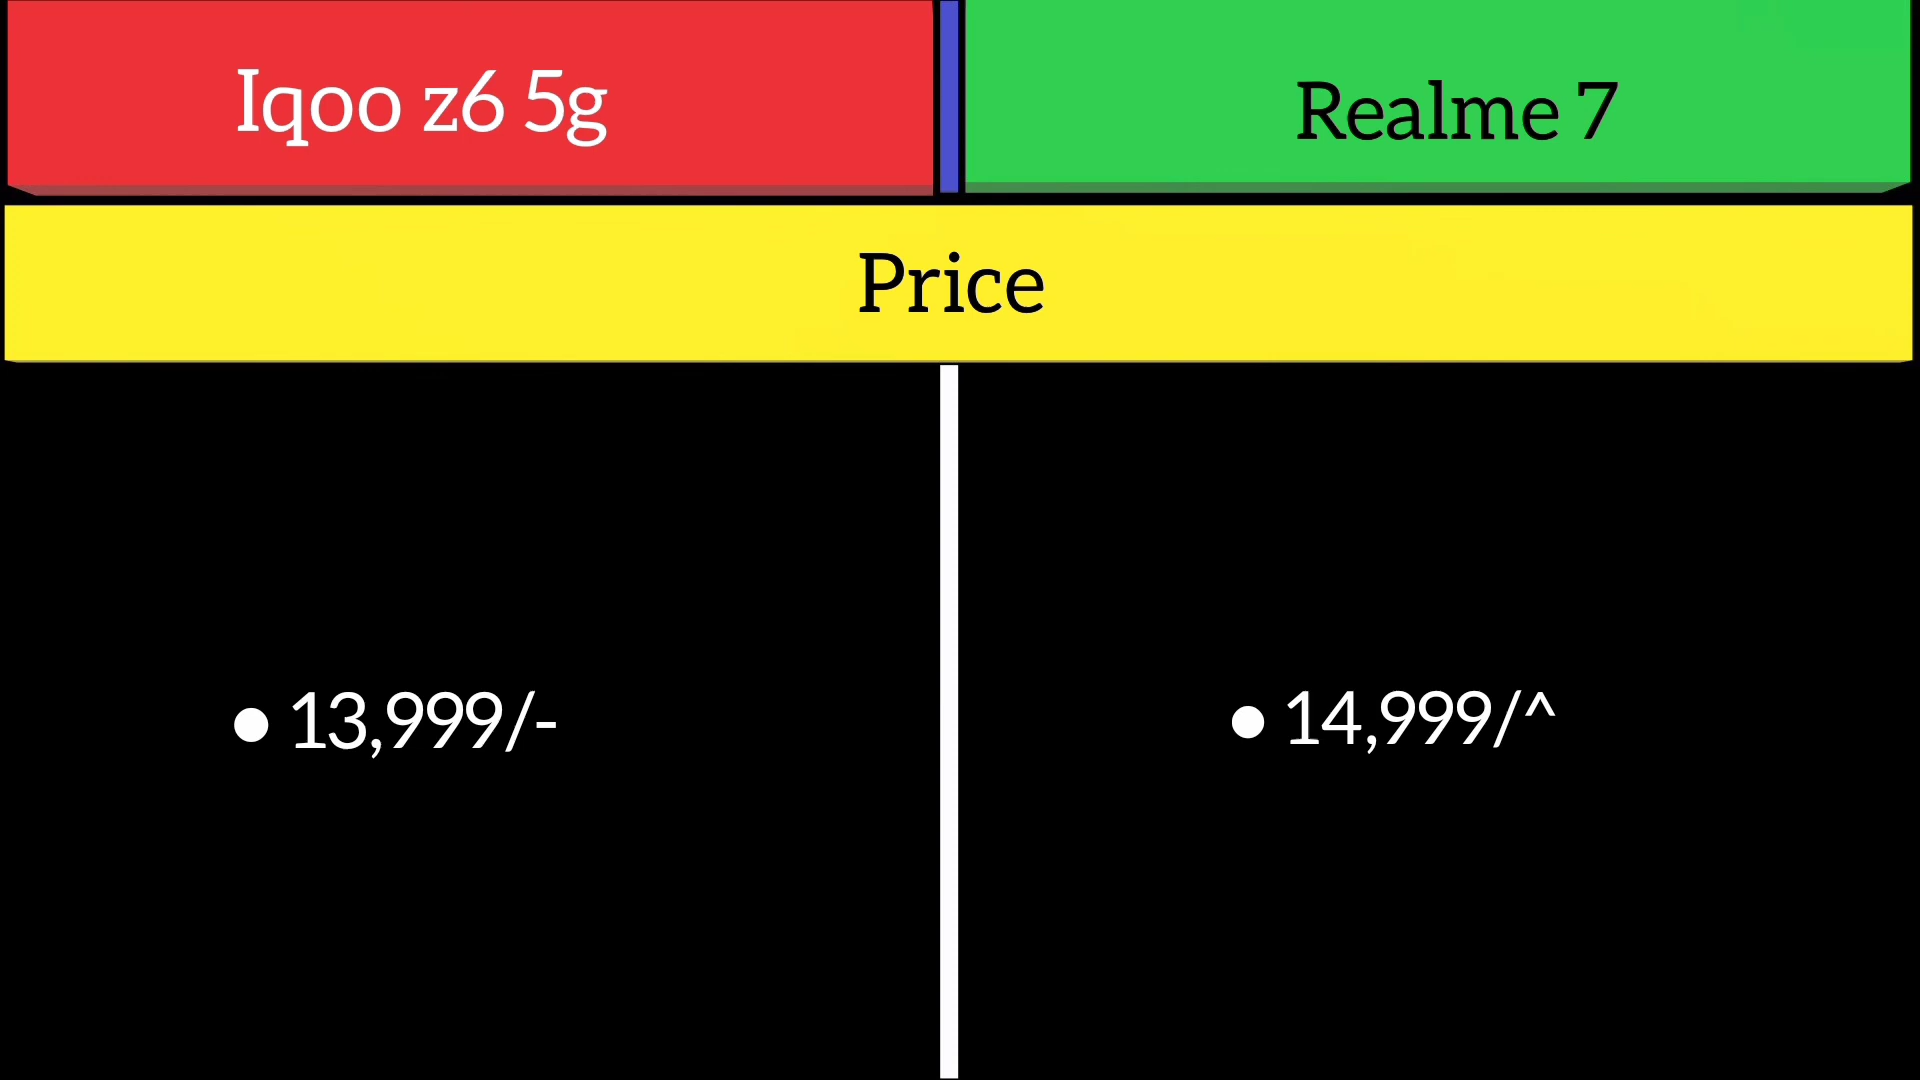 Iqoo z6 5g
Realme 7
Price
● 13,999/-
● 14,999/^